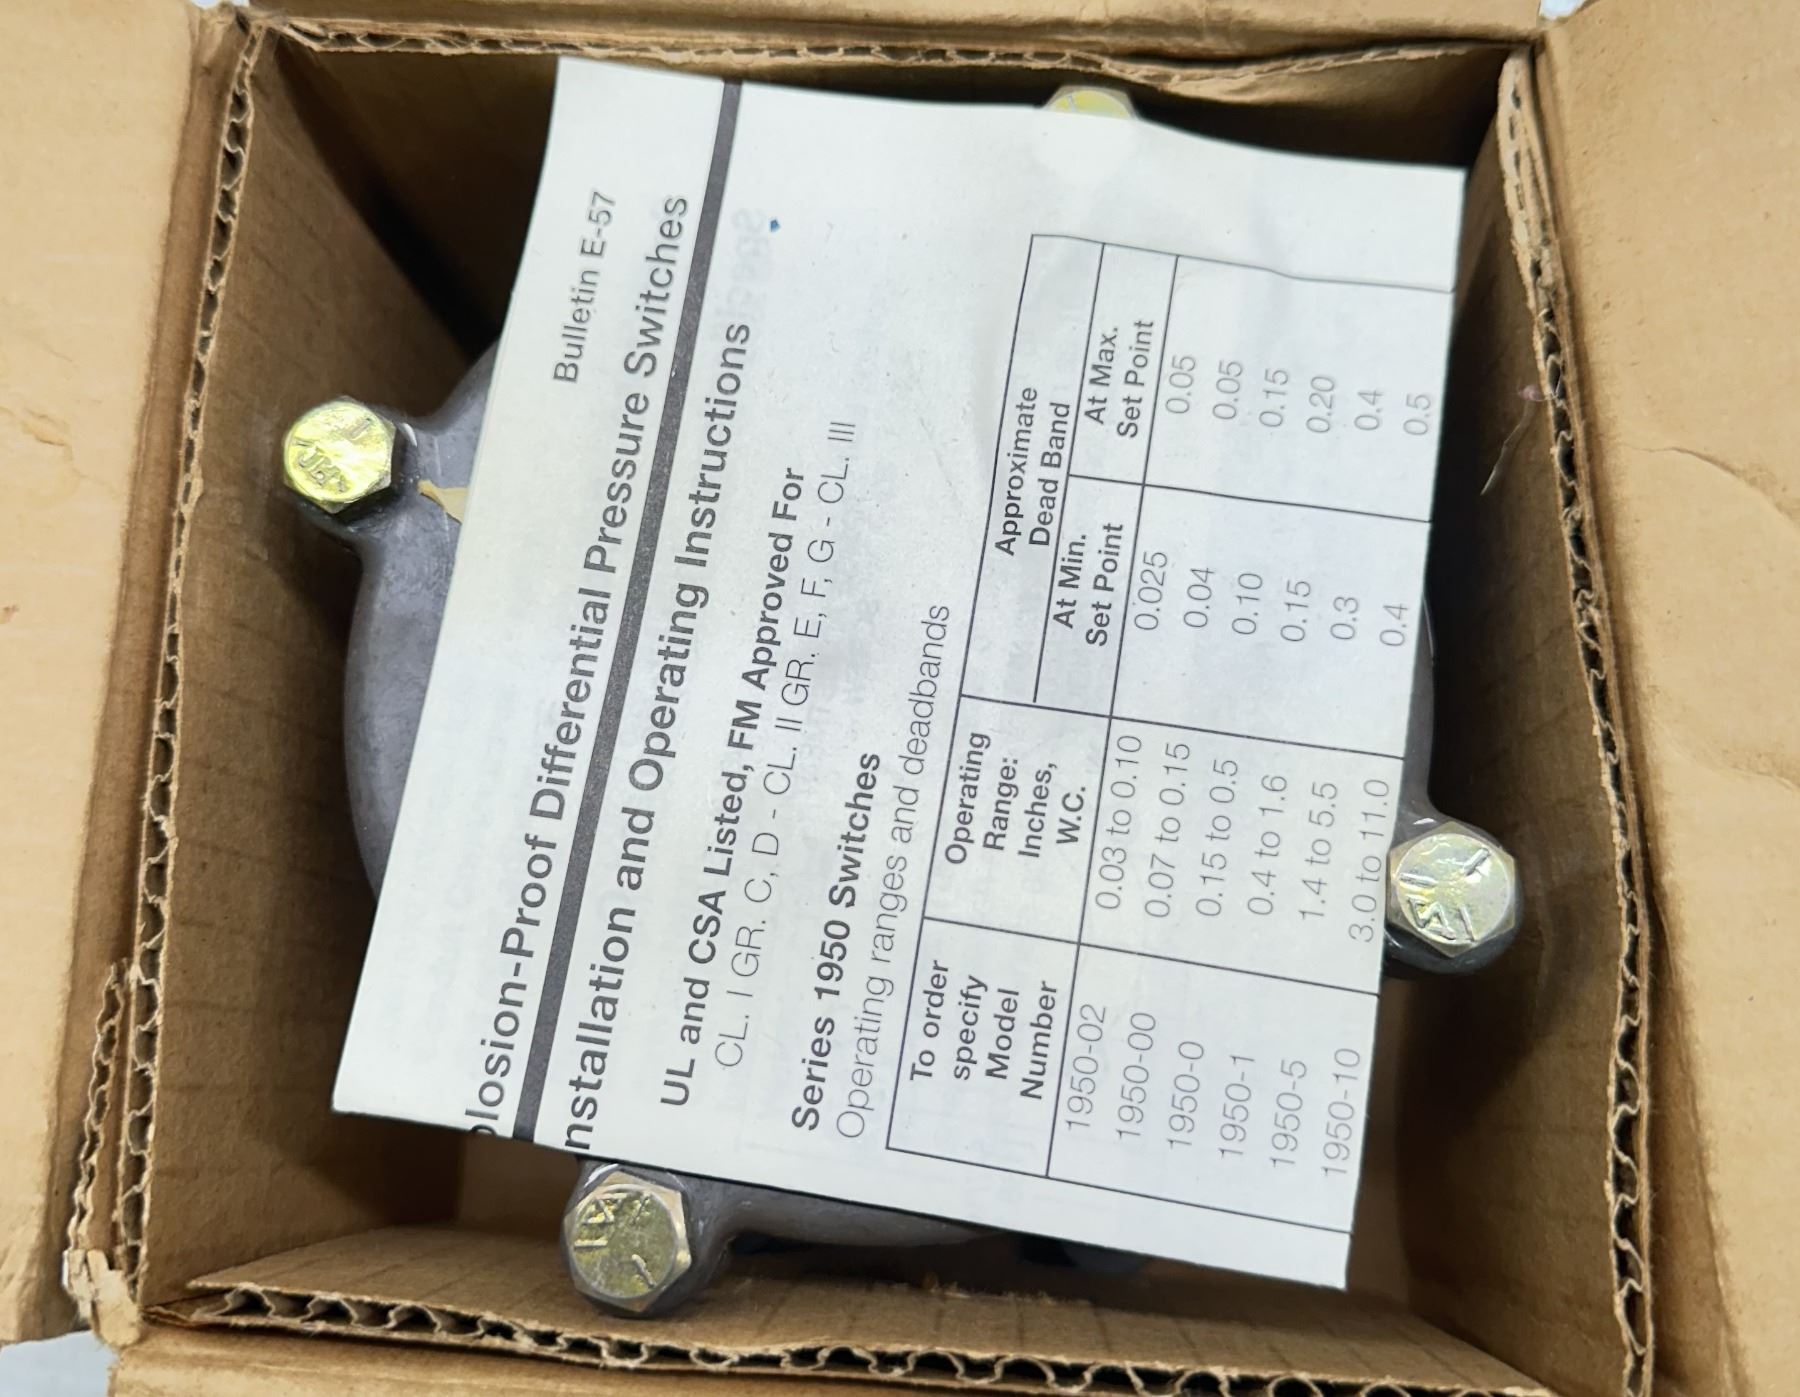 Bulletin E-57
plosion-Proof Differential Pressure Switches
nstallation and Operating Instructions
UL and CSA Listed, FM Approved For
CL. I GR. C, D - CL. II GR. E, F, G - CL. III
Series 1950 Switches
Operating ranges and deadbands
To order
specify
Model
Number
Operating
Range:
Inches,
W.C.
Approximate
Dead Band
At Min.
Set Point
At Max.
Set Point
1950-02 0.03 to 0.10 0.025 0.05
1950-00 0.07 to 0.15 0.04 0.05
1950-0 0.15 to 0.5 0.10 0.15
1950-1 0.4 to 1.6 0.15 0.20
1950-5 1.4 to 5.5 0.3 0.4
1950-10 3.0 to 11.0 0.4 0.5